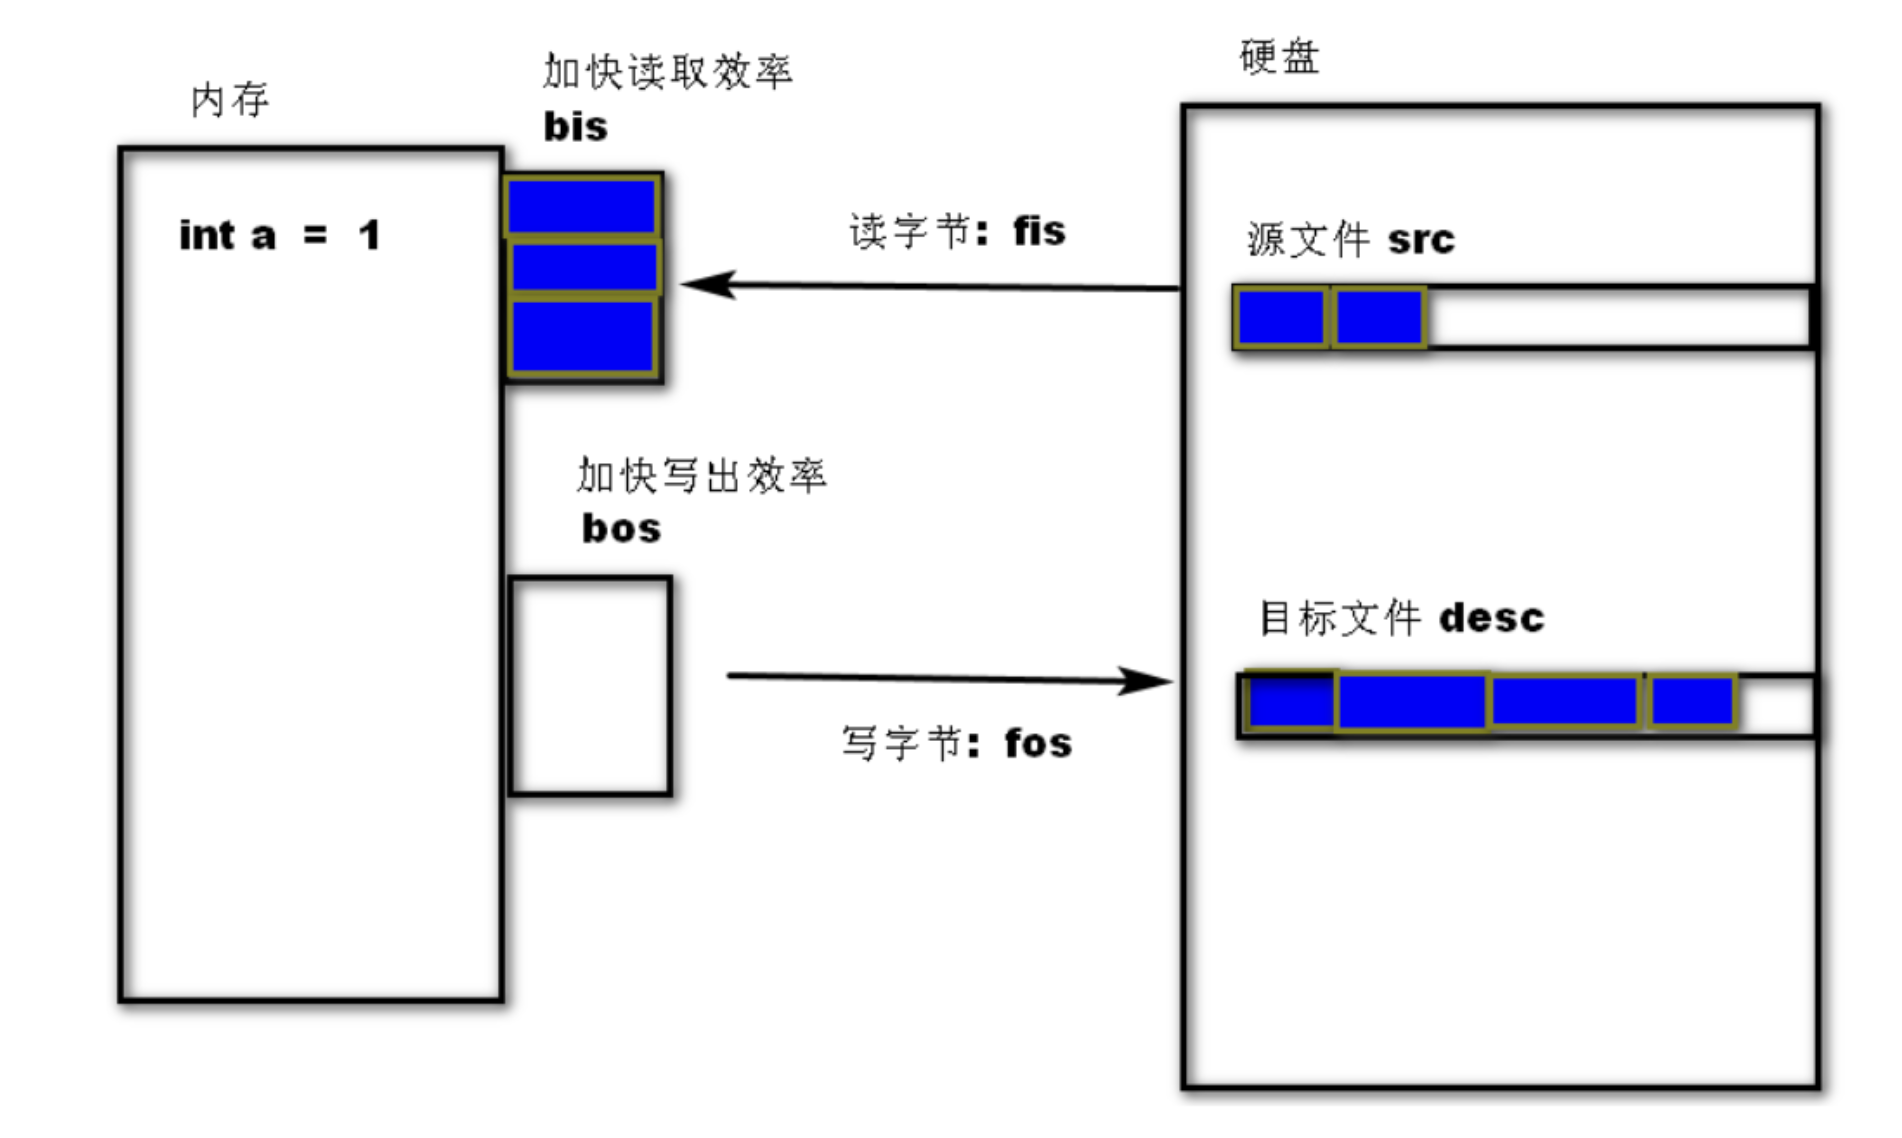 内存
int a = 1
加快读取效率
bis
读字节: fis
加快写出效率
bos
写字节: fos
硬盘
源文件 src
目标文件 desc